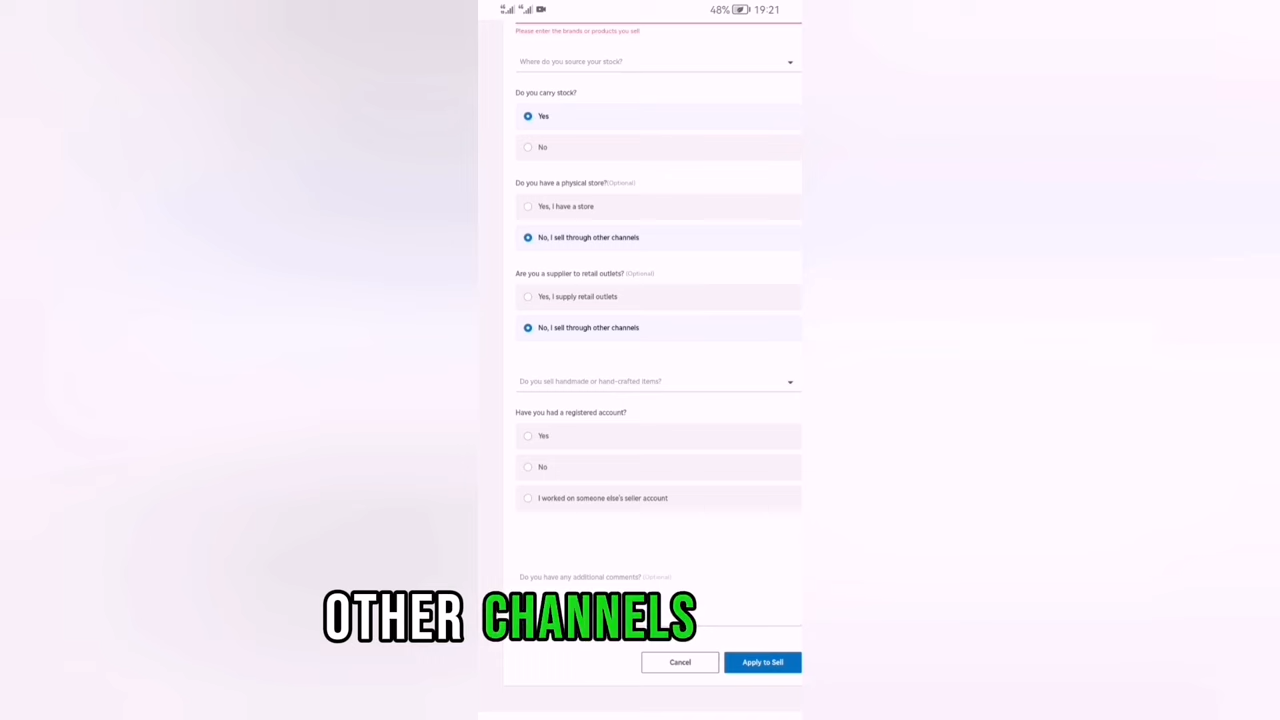 48% 19:21
Please enter the brands or products you sell
Where do you source your stock?
Do you carry stock?
Yes
No
Do you have a physical store?(Optional)
Yes, I have a store
No, I sell through other channels
Are you a supplier to retail outlets? (Optional)
Yes, I supply retail outlets
No, I sell through other channels
Do you sell handmade or hand-crafted items?
Have you had a registered account?
Yes
No
I worked on someone else's seller account
Do you have any additional comments? (Optional)
OTHER CHANNELS
Cancel Apply to Sell